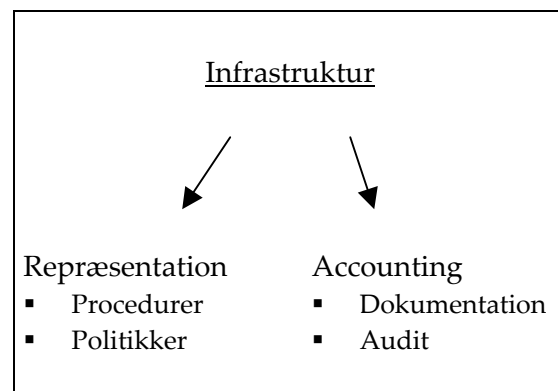 Infrastruktur
Repræsentation
▪ Procedurer
▪ Politikker
Accounting
▪ Dokumentation
▪ Audit